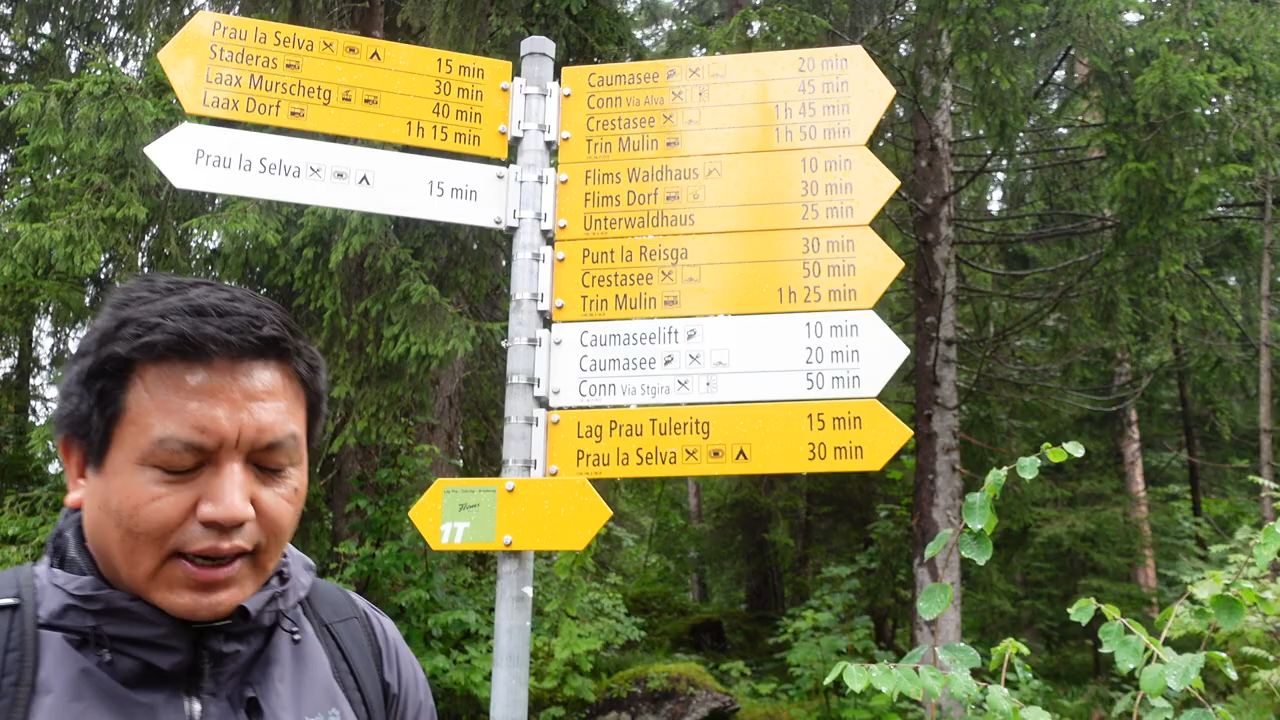 Prau la Selva 15 min
Staderas 30 min
Laax Murschetg 40 min
Laax Dorf 1h 15 min
Prau la Selva 15 min
Caumasee 20 min
Conn Via Alva 45 min
Crestasee 1h 45 min
Trin Mulin 1h 50 min
Flims Waldhaus 10 min
Flims Dorf 30 min
Unterwaldhaus 25 min
Punt la Reisga 30 min
Crestasee 50 min
Trin Mulin 1h 25 min
Caumaseelift 10 min
Caumasee 20 min
Conn Via Stgira 50 min
Lag Prau Tuleritg 15 min
Prau la Selva 30 min
Flims
1T